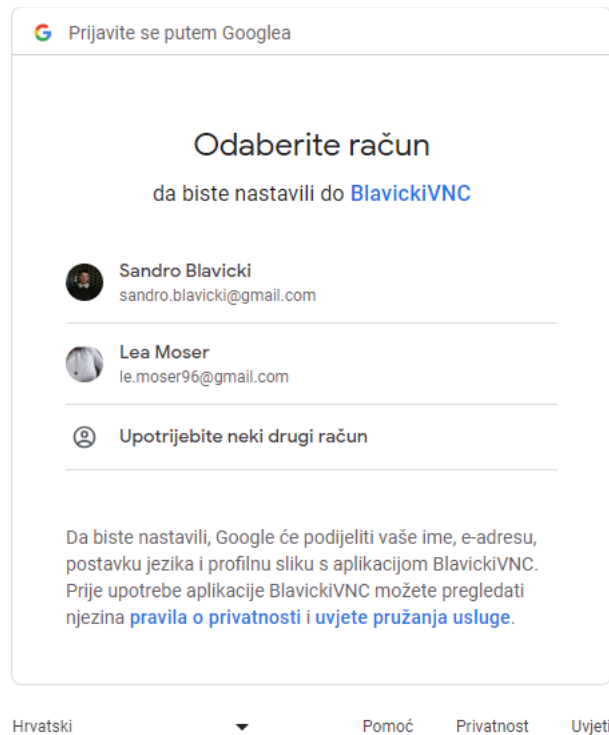 Prijavite se putem Googlea
Odaberite račun
da biste nastavili do BlavickiVNC
Sandro Blavicki
sandro.blavicki@gmail.com
Lea Moser
le.moser96@gmail.com
Upotrijebite neki drugi račun
Da biste nastavili, Google će podijeliti vaše ime, e-adresu,
postavku jezika i profilnu sliku s aplikacijom BlavickiVNC.
Prije upotrebe aplikacije BlavickiVNC možete pregledati
njezina pravila o privatnosti i uvjete pružanja usluge.
Hrvatski Pomoć Privatnost Uvjeti